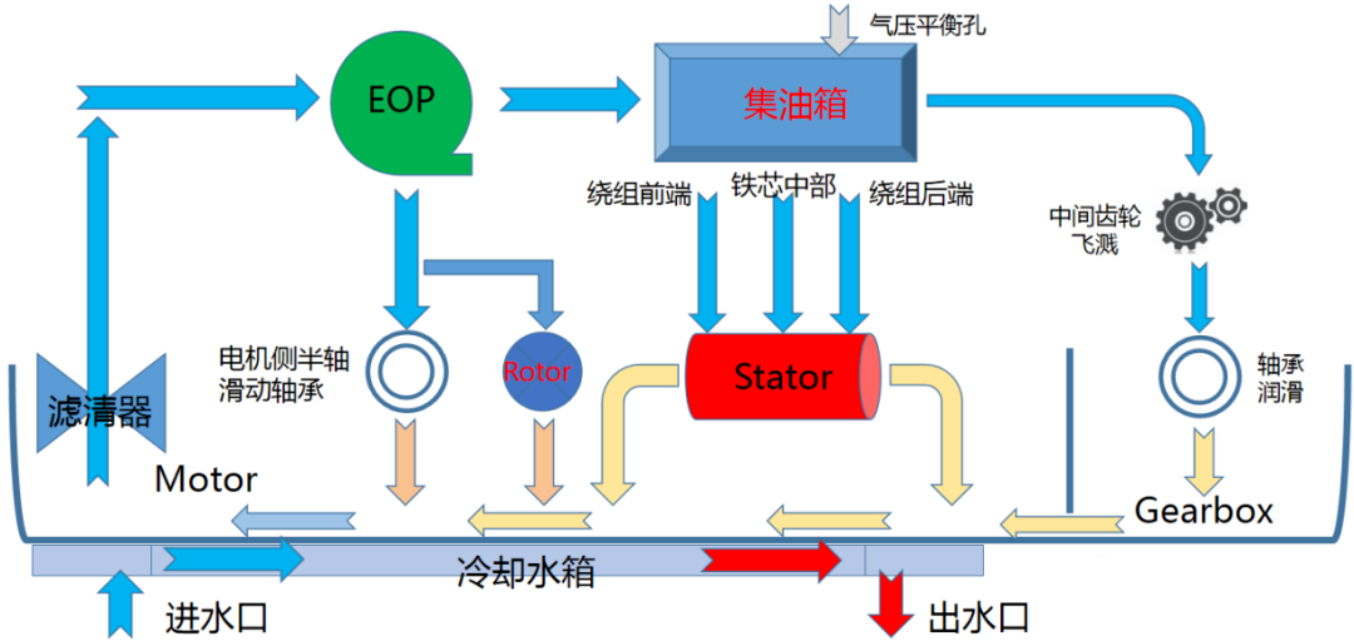 气压平衡孔
EOP
集油箱
绕组前端
铁芯中部
绕组后端
中间齿轮
飞溅
电机侧半轴
滑动轴承
Rotor
Stator
轴承
润滑
滤清器
Motor
Gearbox
冷却水箱
进水口
出水口